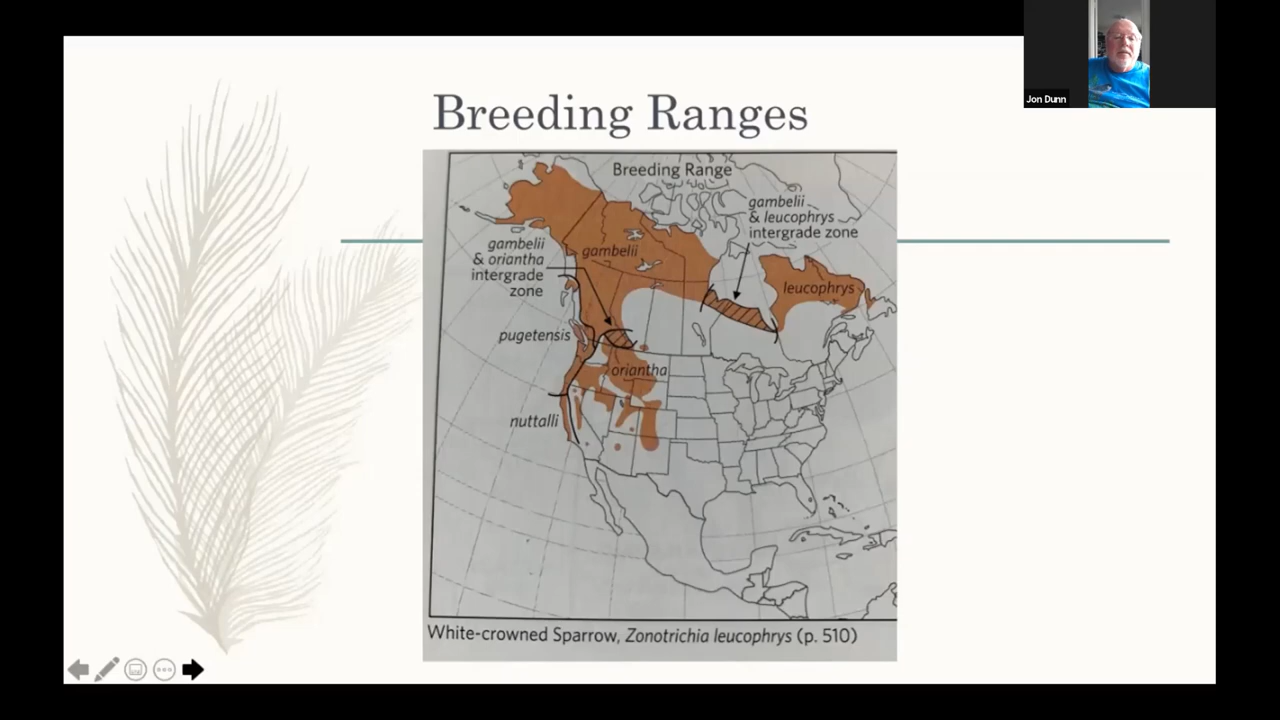 Jon Dunn
Breeding Ranges
Breeding Range
gambelii
& leucophrys
intergrade zone
gambelii
& oriantha
intergrade
zone
gambelii
leucophrys
pugetensis
oriantha
nuttalli
White-crowned Sparrow, Zonotrichia leucophrys (p. 510)